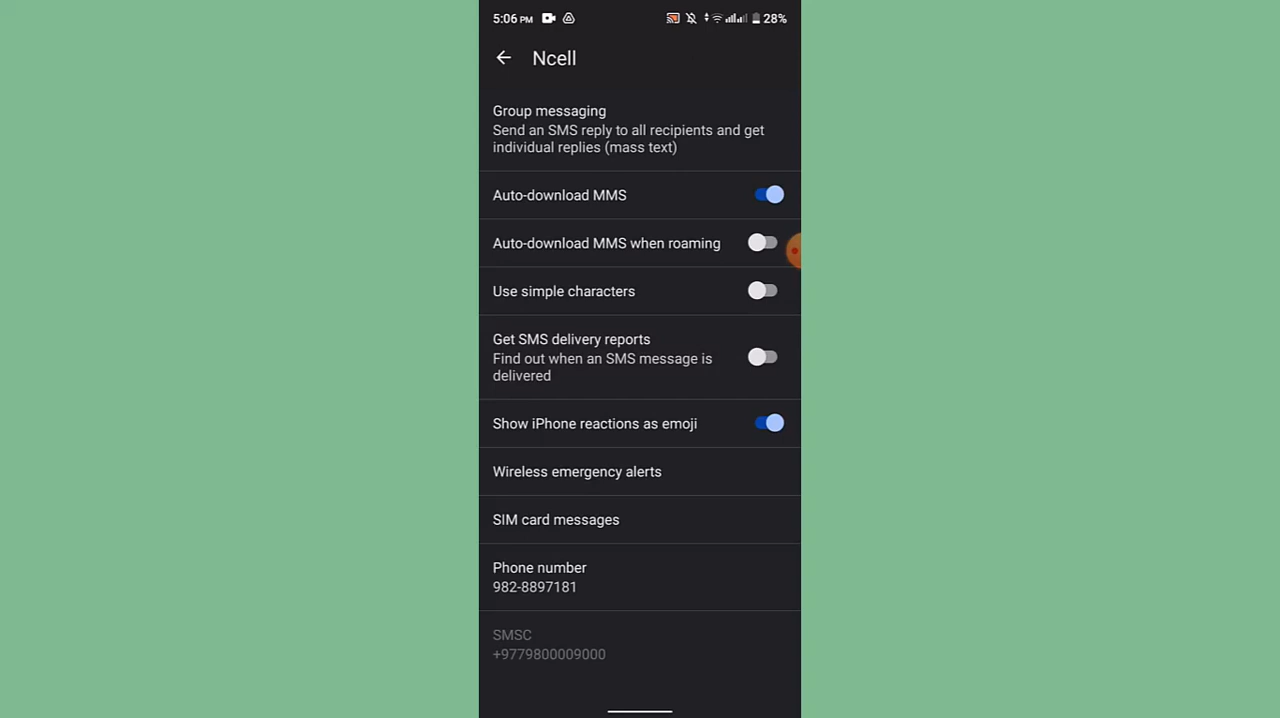 5:06 PM
28%
Ncell
Group messaging
Send an SMS reply to all recipients and get
individual replies (mass text)
Auto-download MMS
Auto-download MMS when roaming
Use simple characters
Get SMS delivery reports
Find out when an SMS message is
delivered
Show iPhone reactions as emoji
Wireless emergency alerts
SIM card messages
Phone number
982-8897181
SMSC
+9779800009000